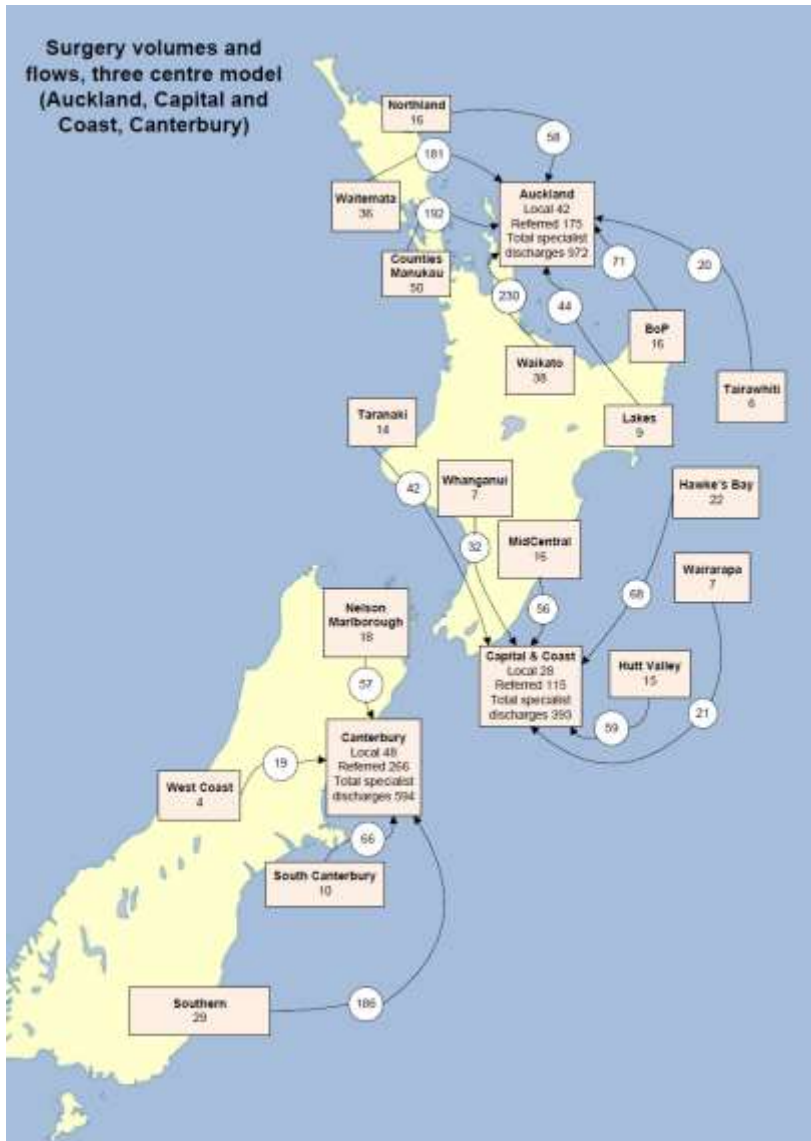 Surgery volumes and
flows, three centre model
(Auckland, Capital and
Coast, Canterbury)
Northland
16
58
181
Waitemata
36
Auckland
Local 42
Referred 175
Total specialist
discharges 972
192
Counties
Manukau
50
230
44
71
20
BoP
16
Waikato
38
Tairawhiti
6
Taranaki
14
Lakes
9
42
Whanganui
7
Hawke's Bay
22
32
MidCentral
16
Wairarapa
7
56
68
Nelson
Marlborough
18
Capital & Coast
Local 28
Referred 115
Total specialist
discharges 393
Hutt Valley
15
57
59
21
Canterbury
Local 48
Referred 266
Total specialist
discharges 594
19
West Coast
4
66
South Canterbury
10
Southern
29
186